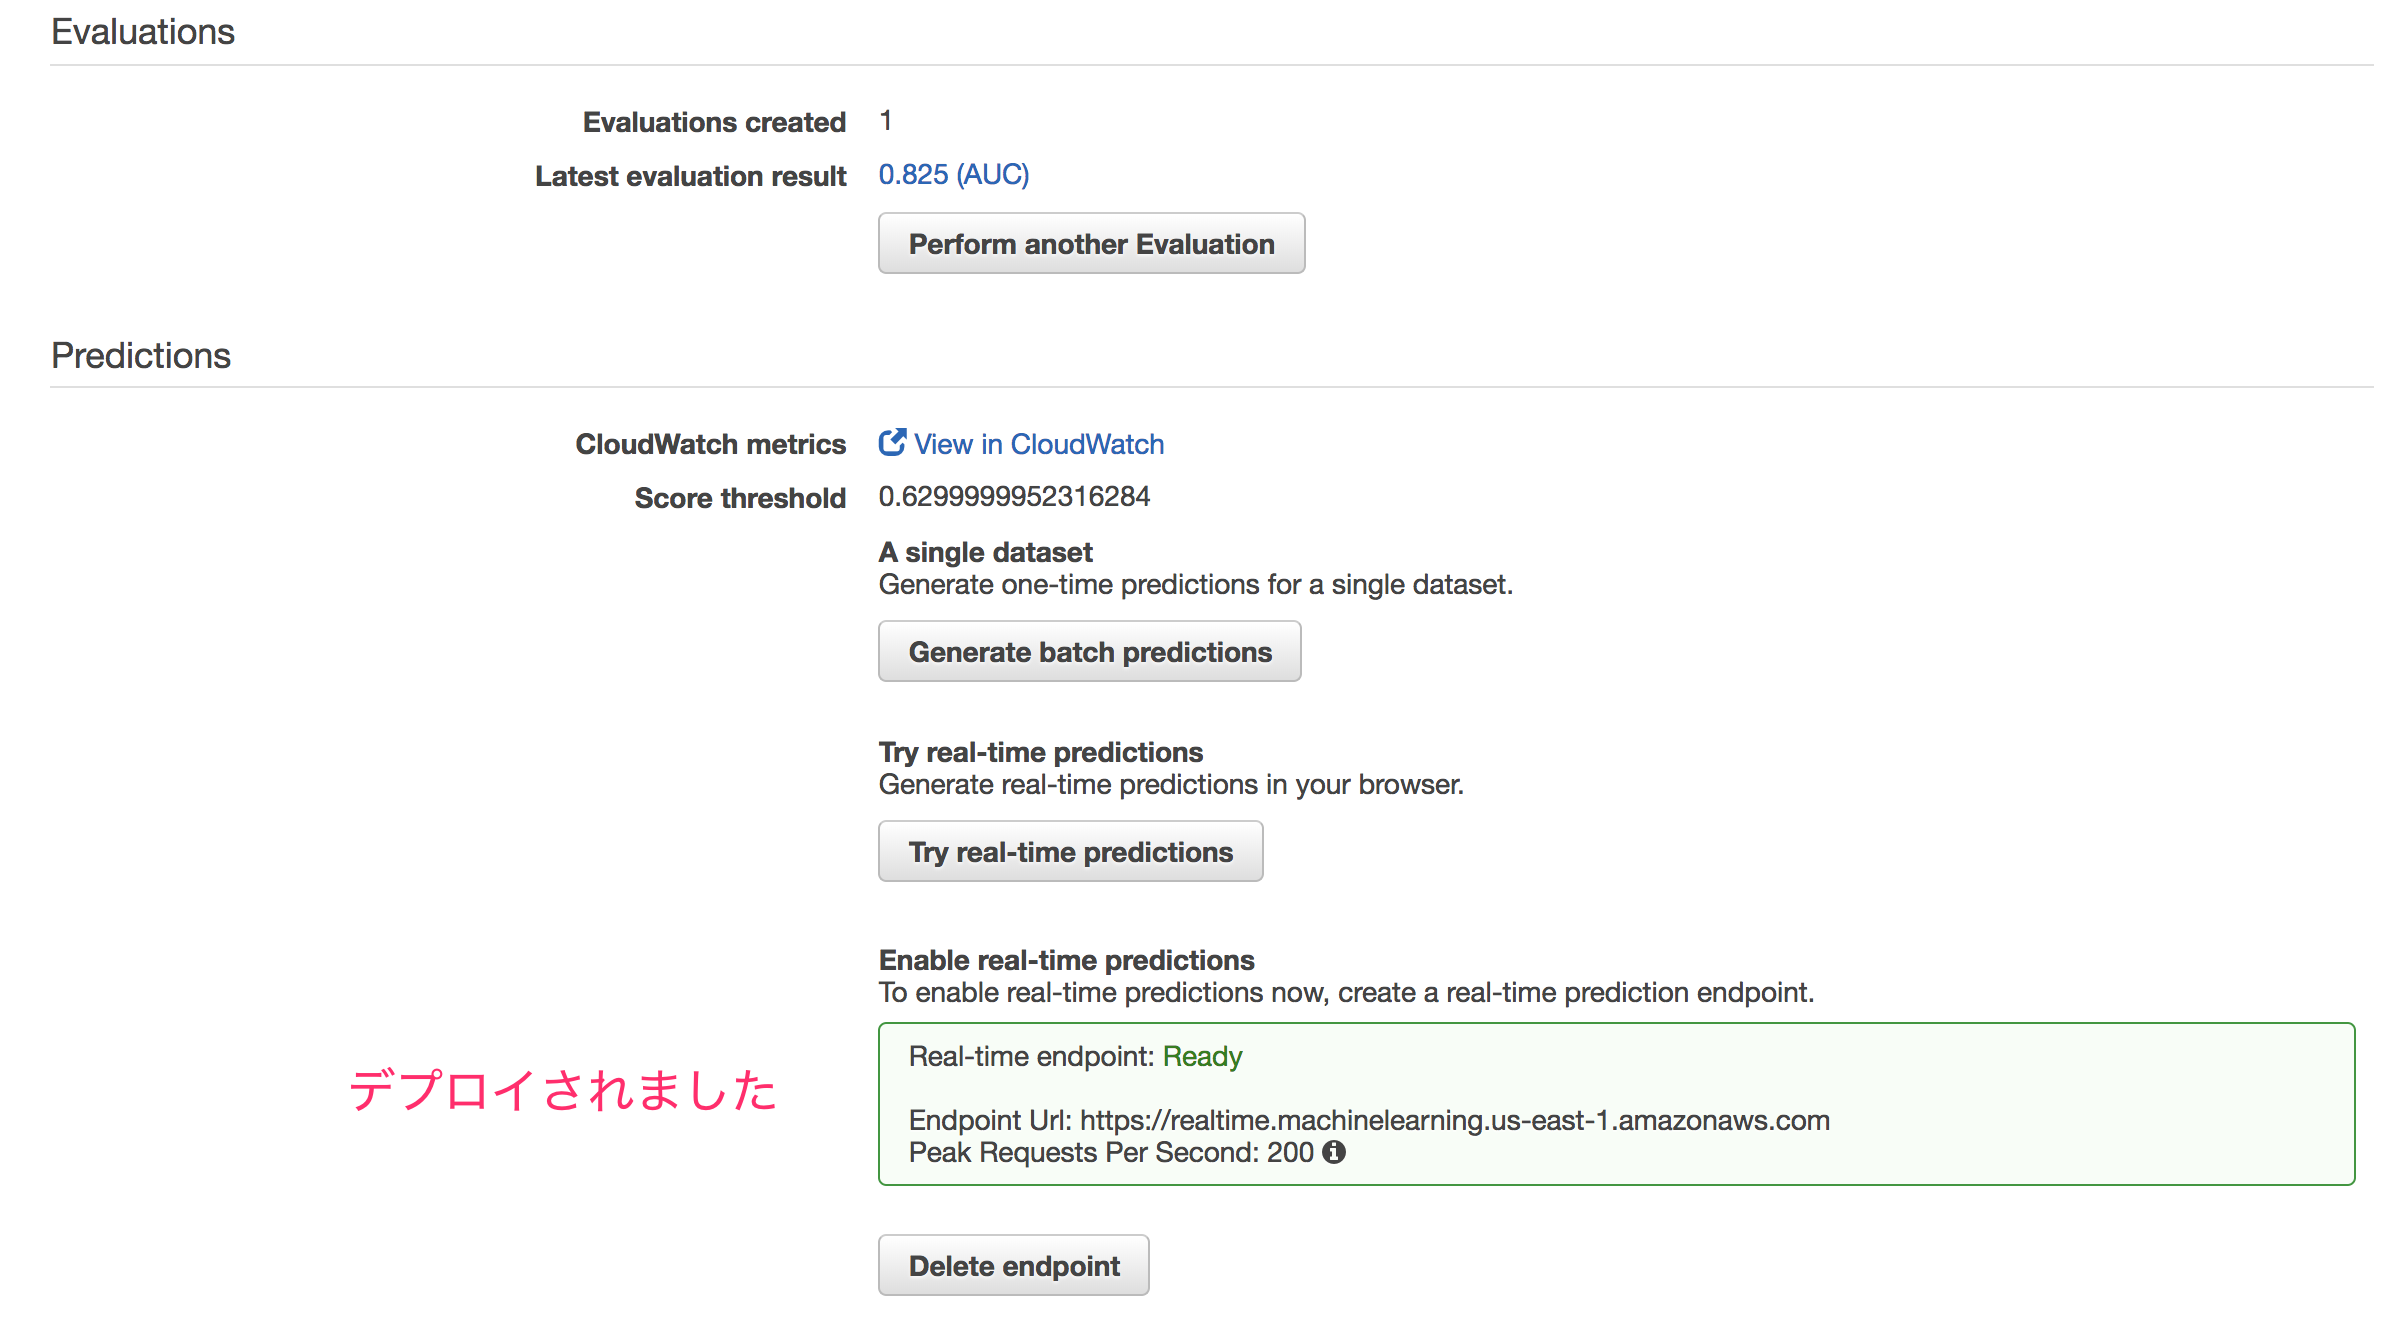 Evaluations
Evaluations created 1
Latest evaluation result 0.825 (AUC)
Perform another Evaluation
Predictions
CloudWatch metrics View in CloudWatch
Score threshold 0.6299999952316284
A single dataset
Generate one-time predictions for a single dataset.
Generate batch predictions
Try real-time predictions
Generate real-time predictions in your browser.
Try real-time predictions
Enable real-time predictions
To enable real-time predictions now, create a real-time prediction endpoint.
Real-time endpoint: Ready
デプロイされました
Endpoint Url: https://realtime.machinelearning.us-east-1.amazonaws.com
Peak Requests Per Second: 200
Delete endpoint